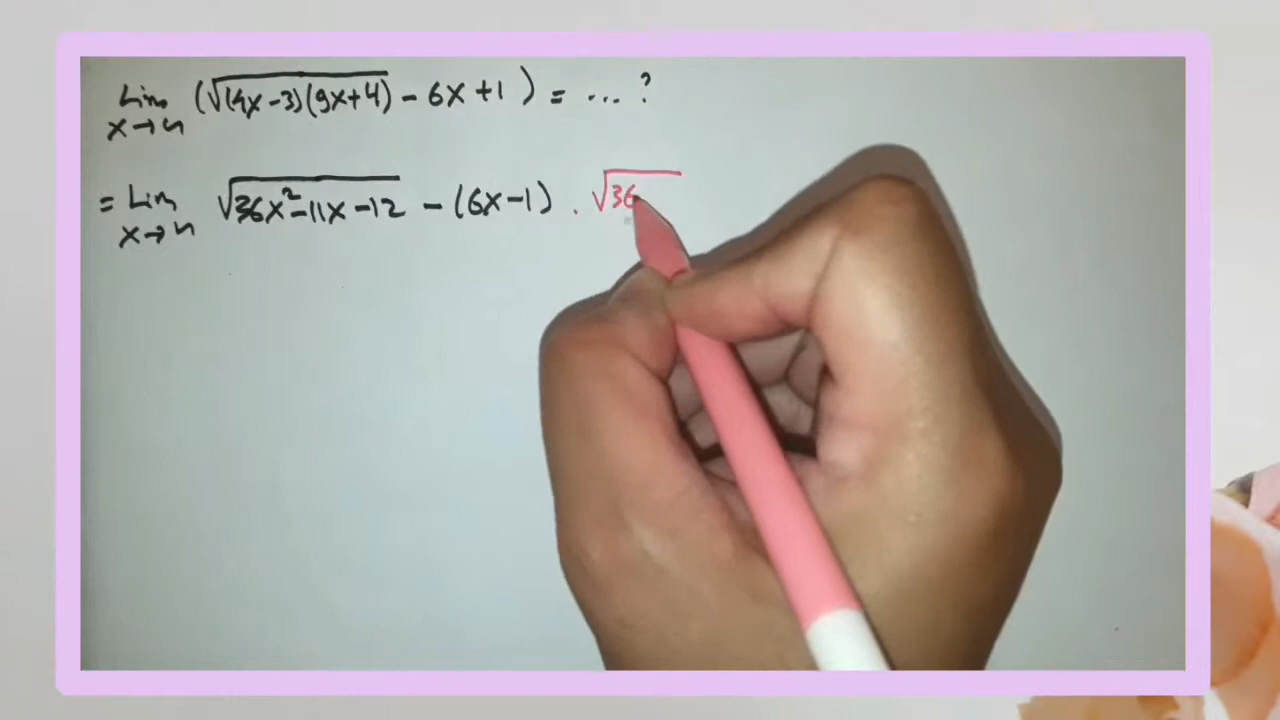 Lim x→∞ (√(4x-3)(9x+4) - 6x + 1 ) = ... ?
= Lim x→∞ √36x²-11x-12 - (6x-1) . √36